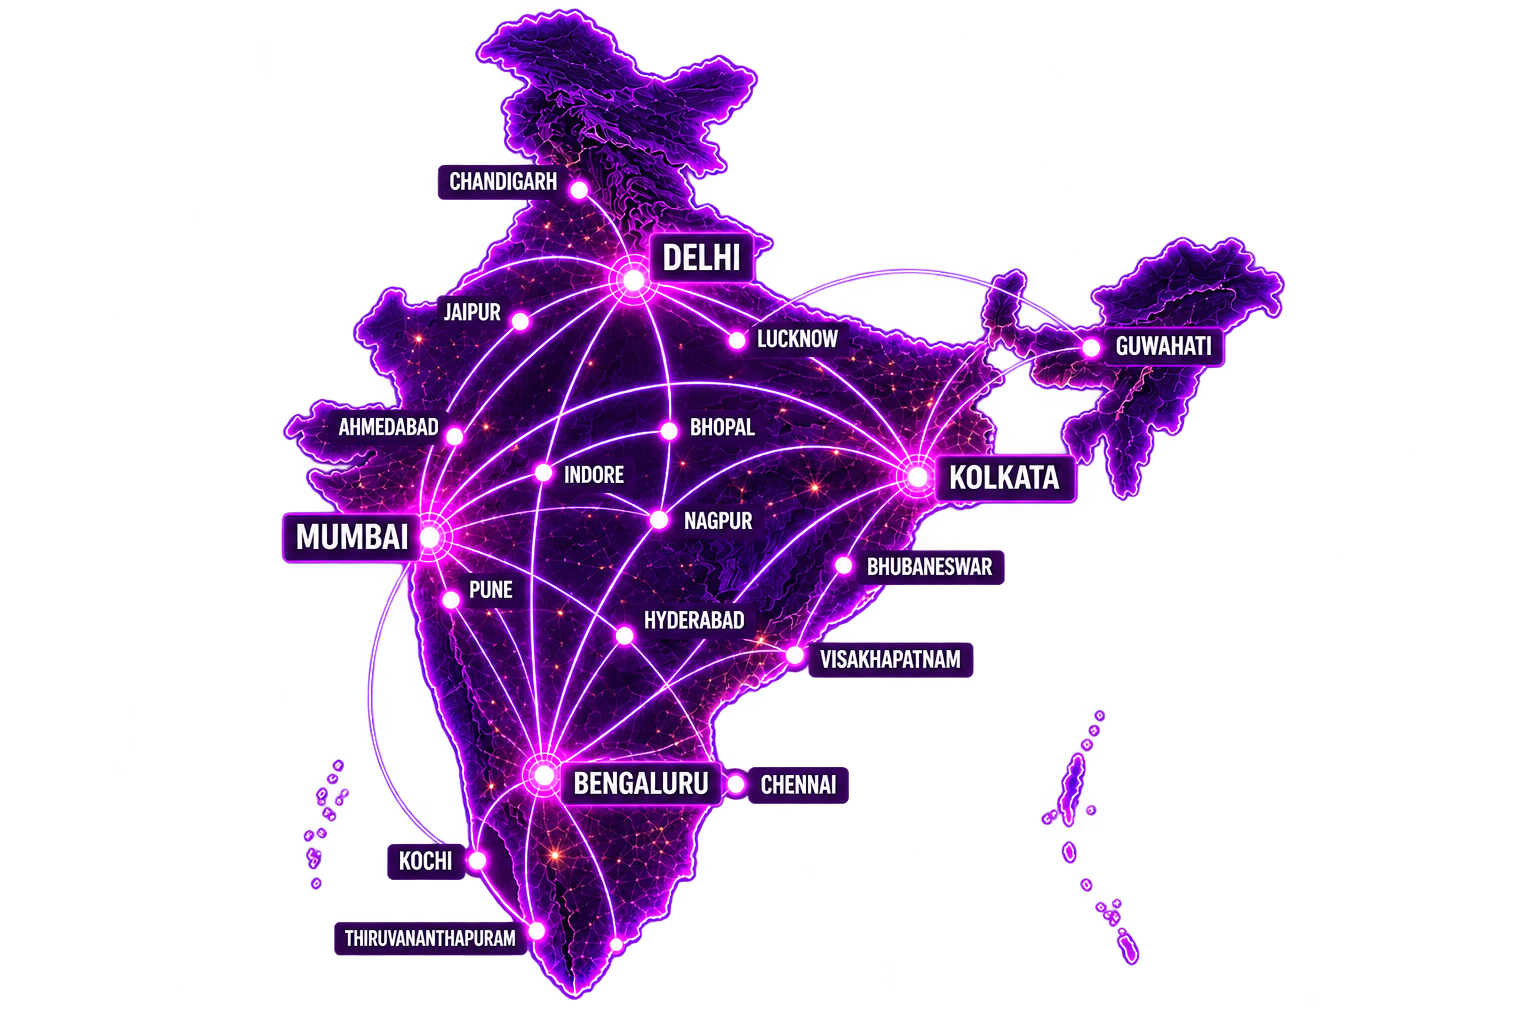 CHANDIGARH
DELHI
JAIPUR
LUCKNOW
GUWAHATI
AHMEDABAD
BHOPAL
INDORE
KOLKATA
NAGPUR
MUMBAI
BHUBANESWAR
PUNE
HYDERABAD
VISAKHAPATNAM
BENGALURU
CHENNAI
KOCHI
THIRUVANANTHAPURAM